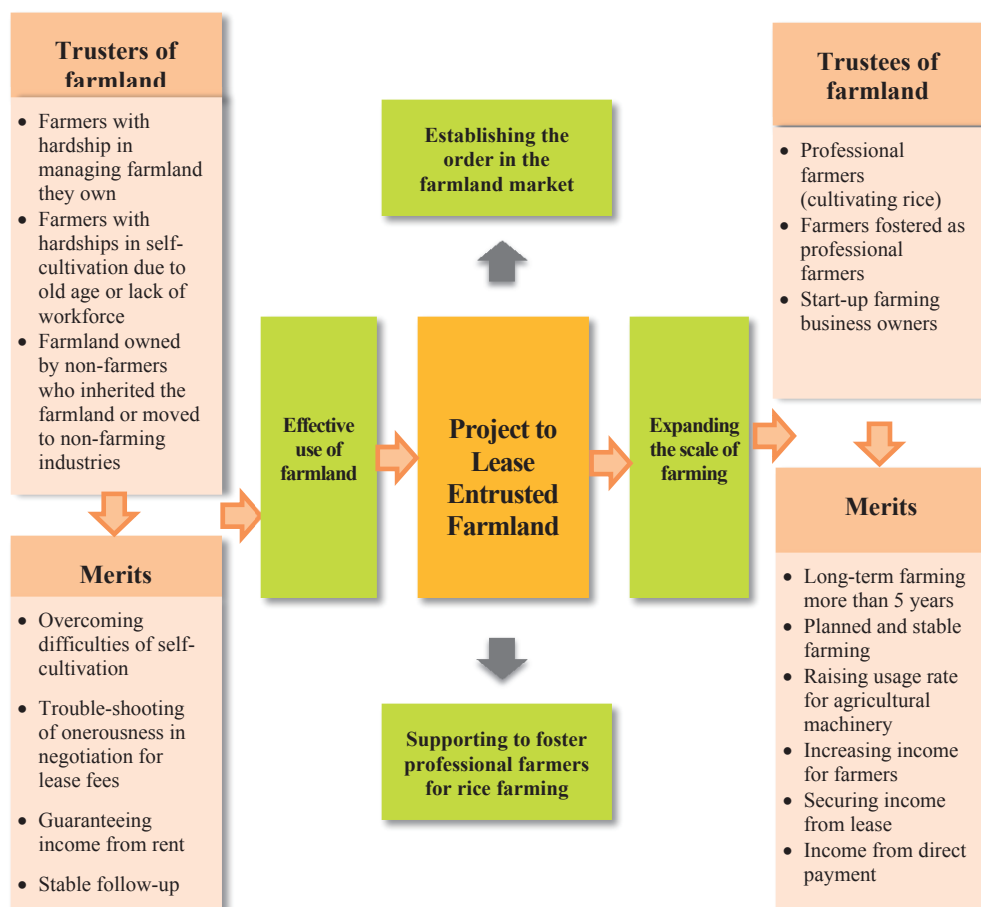 Trusters of
farmland
• Farmers with
hardship in
managing farmland
they own
• Farmers with
hardships in self-
cultivation due to
old age or lack of
workforce
• Farmland owned
by non-farmers
who inherited the
farmland or moved
to non-farming
industries
Merits
• Overcoming
difficulties of self-
cultivation
• Trouble-shooting
of onerousness in
negotiation for
lease fees
• Guaranteeing
income from rent
• Stable follow-up
Effective
use of
farmland
Establishing the
order in the
farmland market
Project to
Lease
Entrusted
Farmland
Supporting to foster
professional farmers
for rice farming
Expanding
the scale of
farming
Trustees of
farmland
• Professional
farmers
(cultivating rice)
• Farmers fostered as
professional
farmers
• Start-up farming
business owners
Merits
• Long-term farming
more than 5 years
• Planned and stable
farming
• Raising usage rate
for agricultural
machinery
• Increasing income
for farmers
• Securing income
from lease
• Income from direct
payment